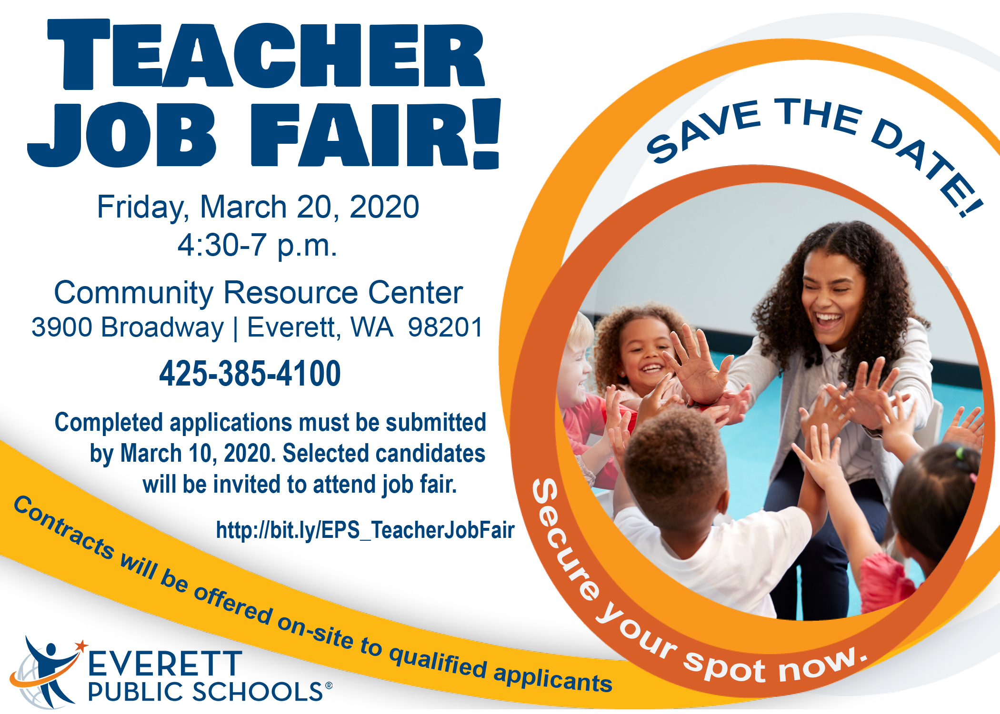 TEACHER
JOB FAIR!
Friday, March 20, 2020
4:30-7 p.m.
Community Resource Center
3900 Broadway | Everett, WA 98201
425-385-4100
Completed applications must be submitted
by March 10, 2020. Selected candidates
will be invited to attend job fair.
http://bit.ly/EPS_TeacherJobFair
Contracts will be offered on-site to qualified applicants
SAVE THE DATE!
Secure your spot now.
EVERETT
PUBLIC SCHOOLS®